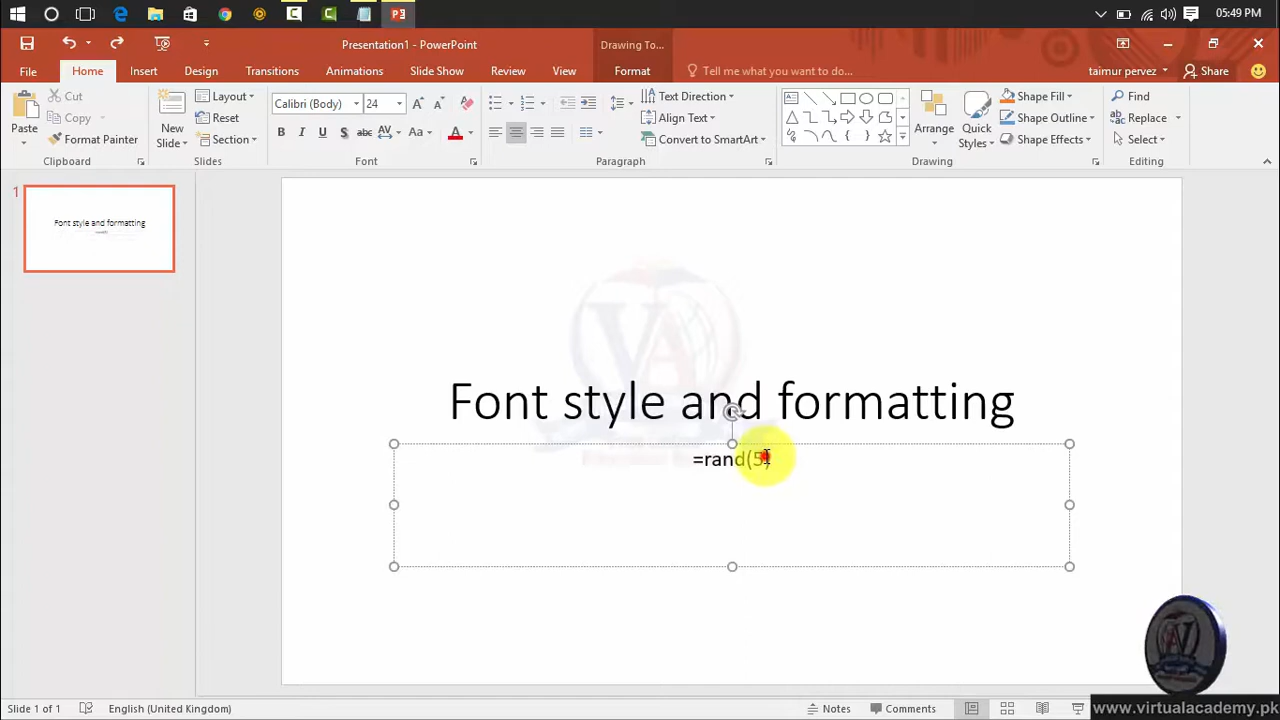 05:49 PM
Presentation1 - PowerPoint
Drawing To...
File
Home
Insert
Design
Transitions
Animations
Slide Show
Review
View
Format
Tell me what you want to do...
taimur pervez
Share
Paste
Cut
Copy
Format Painter
Clipboard
New
Slide
Layout
Reset
Section
Slides
Calibri (Body)
24
B I U S abc AV Aa A
Font
Text Direction
Align Text
Convert to SmartArt
Paragraph
Arrange
Quick
Styles
Shape Fill
Shape Outline
Shape Effects
Drawing
Find
Replace
Select
Editing
1
Font style and formatting
Font style and formatting
=rand(5)
Slide 1 of 1
English (United Kingdom)
Notes
Comments
www.virtualacademy.pk